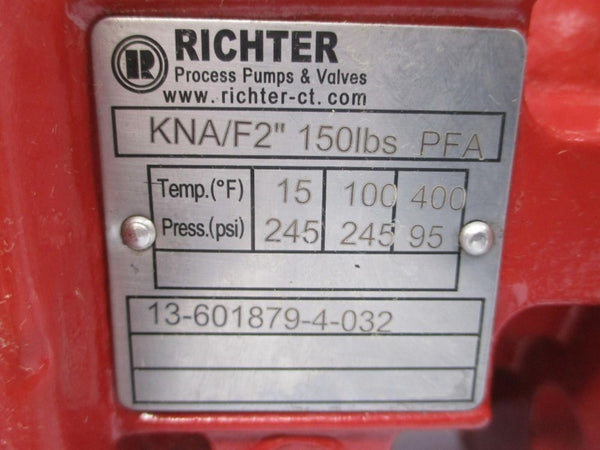 R RICHTER
Process Pumps & Valves
www.richter-ct.com
KNA/F2" 150lbs PFA
Temp.(°F) 15 100 400
Press.(psi) 245 245 95
13-601879-4-032